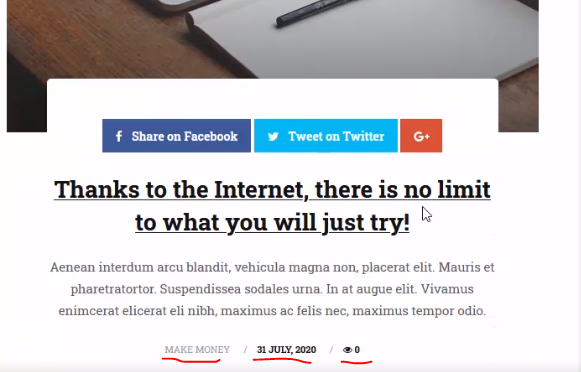 Share on Facebook Tweet on Twitter G+
Thanks to the Internet, there is no limit
to what you will just try!
Aenean interdum arcu blandit, vehicula magna non, placerat elit. Mauris et
pharetratortor. Suspendissea sodales urna. In at augue elit. Vivamus
enimcerat elicerat eli nibh, maximus ac felis nec, maximus tempor odio.
MAKE MONEY / 31 JULY, 2020 / 0